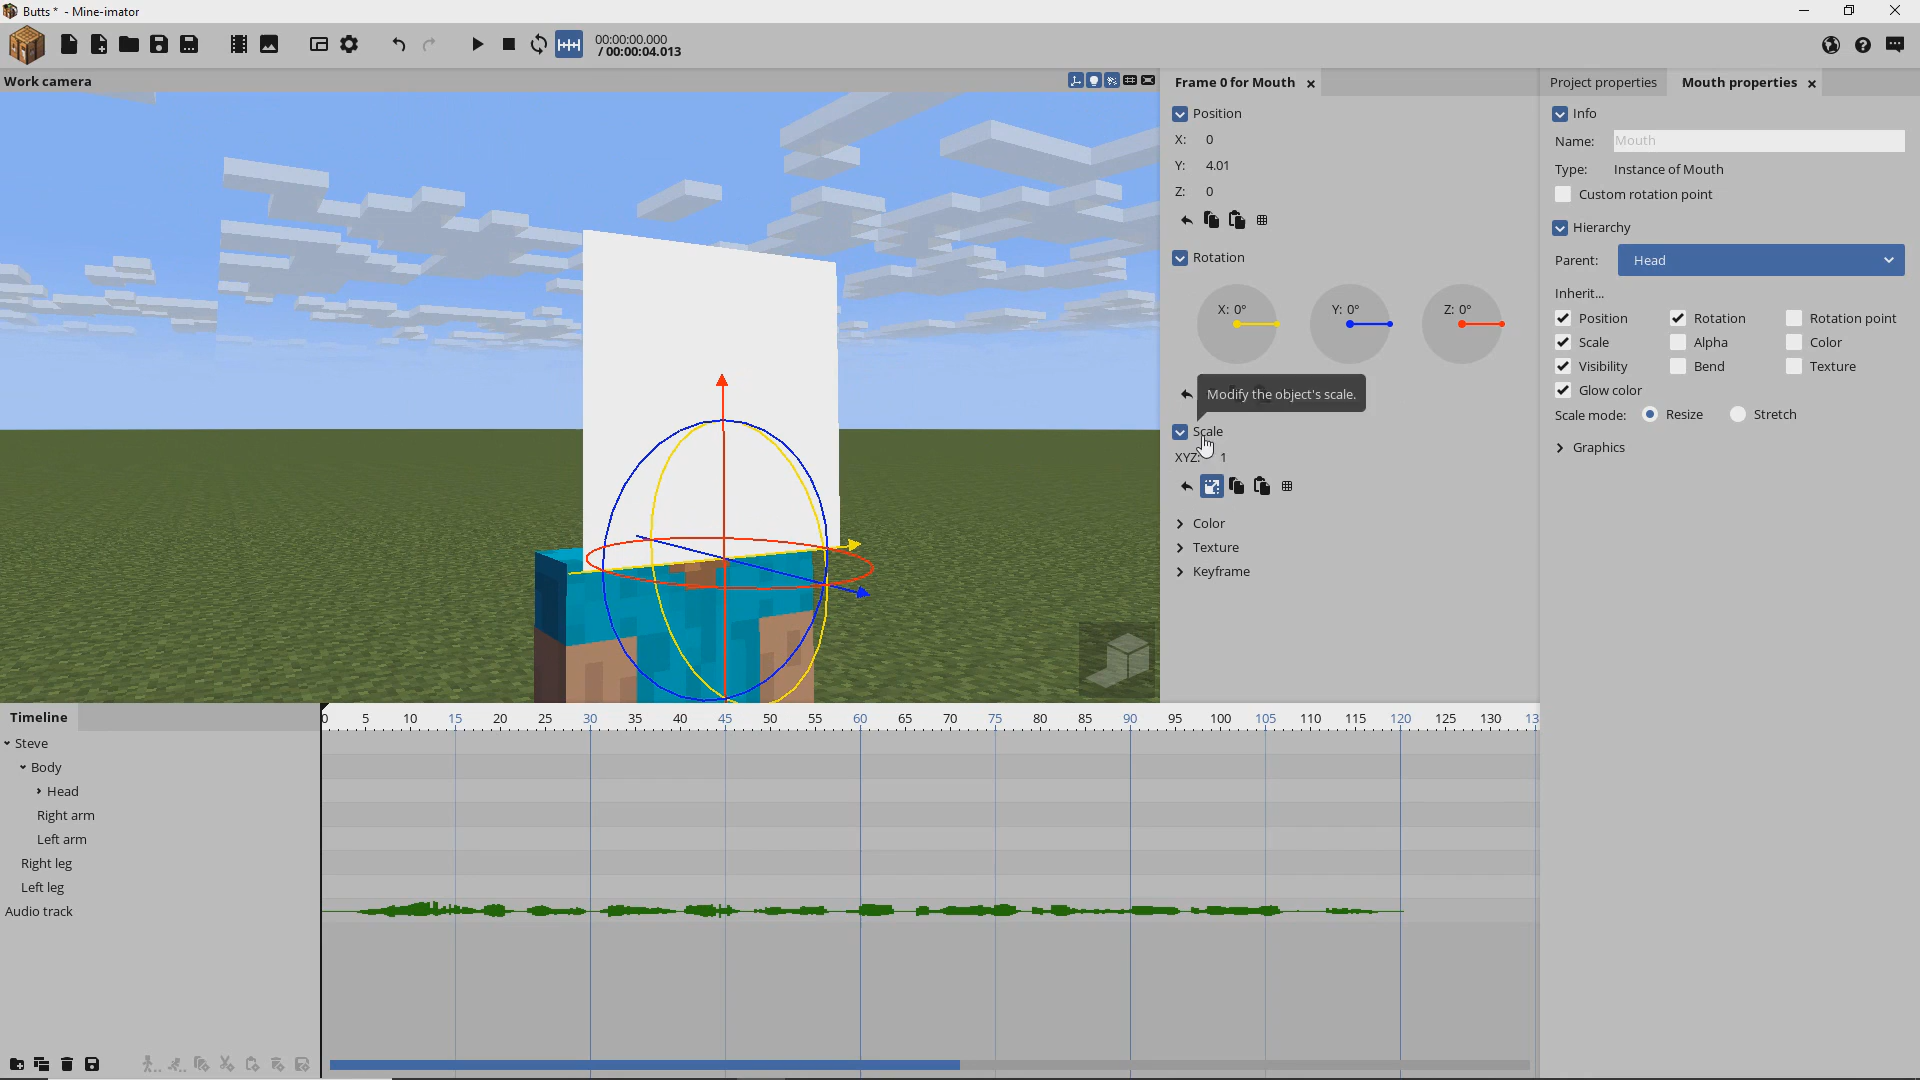 Butts * - Mine-imator
00:00:00.000
/ 00:00:04.013
Work camera
Frame 0 for Mouth
Position
X: 0
Y: 4.01
Z: 0
Rotation
X: 0° Y: 0° Z: 0°
Modify the object's scale.
Scale
XYZ: 1
Color
Texture
Keyframe
Project properties Mouth properties
Info
Name: Mouth
Type: Instance of Mouth
Custom rotation point
Hierarchy
Parent: Head
Inherit...
Position Rotation Rotation point
Scale Alpha Color
Visibility Bend Texture
Glow color
Scale mode: Resize Stretch
Graphics
Timeline
0 5 10 15 20 25 30 35 40 45 50 55 60 65 70 75 80 85 90 95 100 105 110 115 120 125 130 13
Steve
Body
Head
Right arm
Left arm
Right leg
Left leg
Audio track